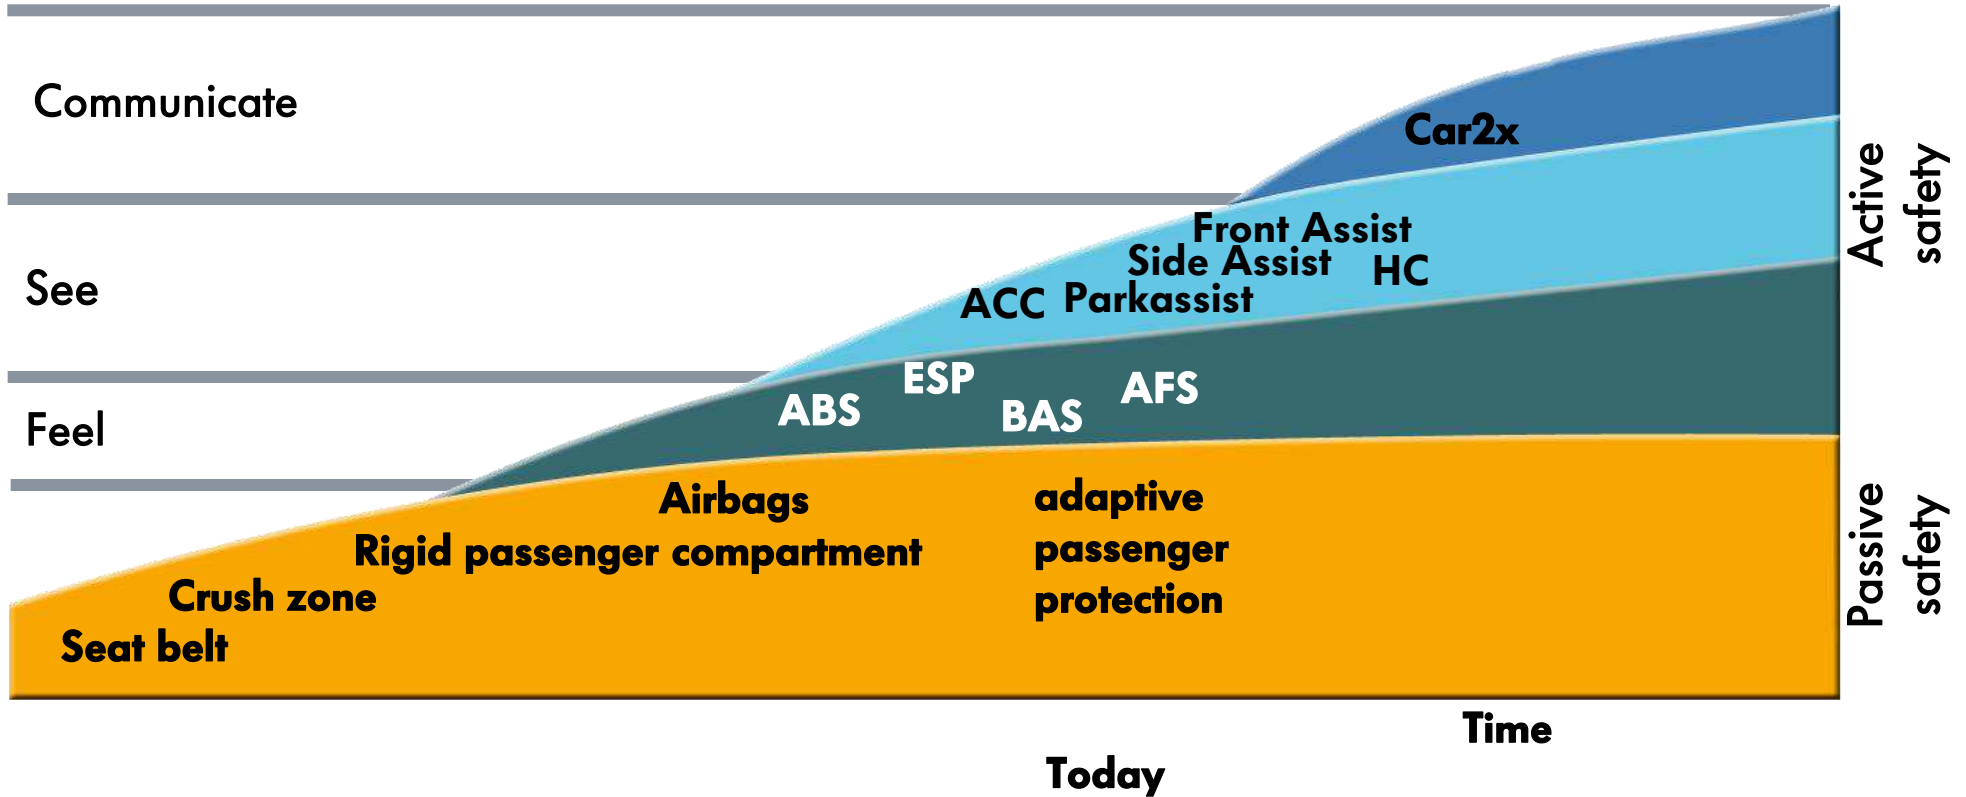 Communicate
Car2x
See
Front Assist
Side Assist
HC
ACC
Parkassist
Feel
ESP
ABS
BAS
AFS
Active
safety
Airbags
Rigid passenger compartment
Crush zone
Seat belt
adaptive
passenger
protection
Passive
safety
Time
Today